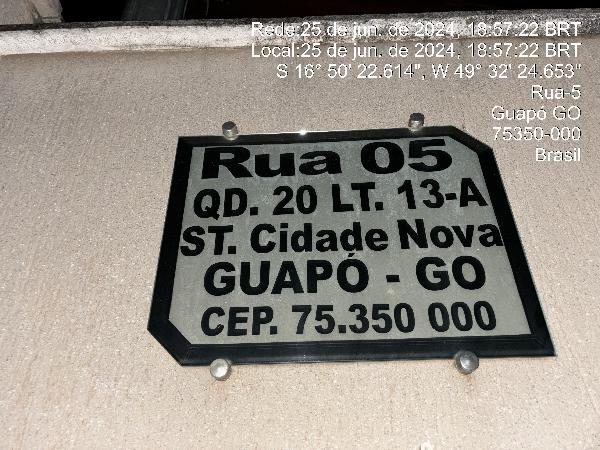 Rede:25 de jun. de 2024, 18:57:22 BRT
Local:25 de jun. de 2024, 18:57:22 BRT
S 16° 50' 22.614", W 49° 32' 24.653"
Rua-5
Guapó GO
75350-000
Brasil
Rua 05
QD. 20 LT. 13-A
ST. Cidade Nova
GUAPÓ - GO
CEP. 75.350 000